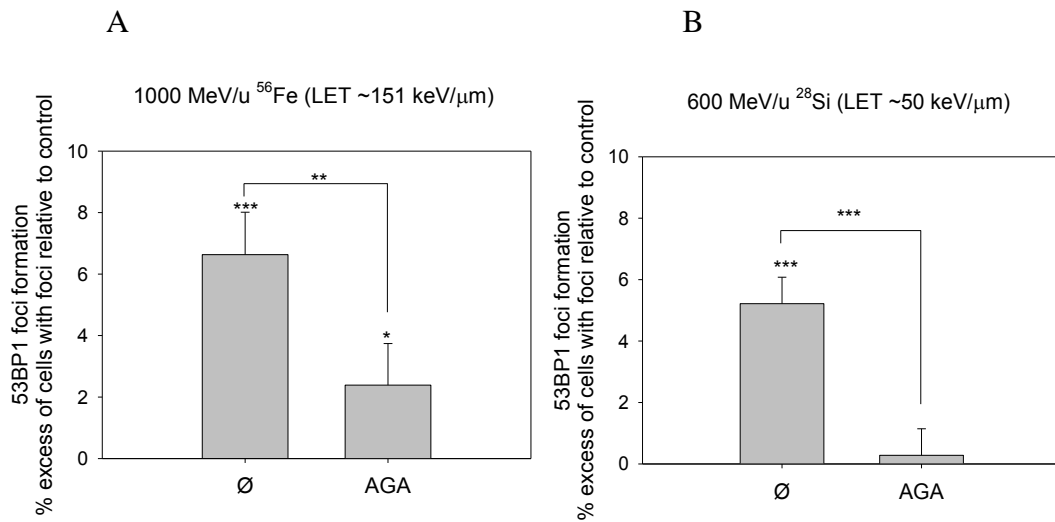 A
1000 MeV/u ⁵⁶Fe (LET ~151 keV/μm)
53BP1 foci formation
% excess of cells with foci relative to control
10
8
6
4
2
0
**
***
*
Ø
AGA
B
600 MeV/u ²⁸Si (LET ~50 keV/μm)
53BP1 foci formation
% excess of cells with foci relative to control
10
8
6
4
2
0
***
***
Ø
AGA